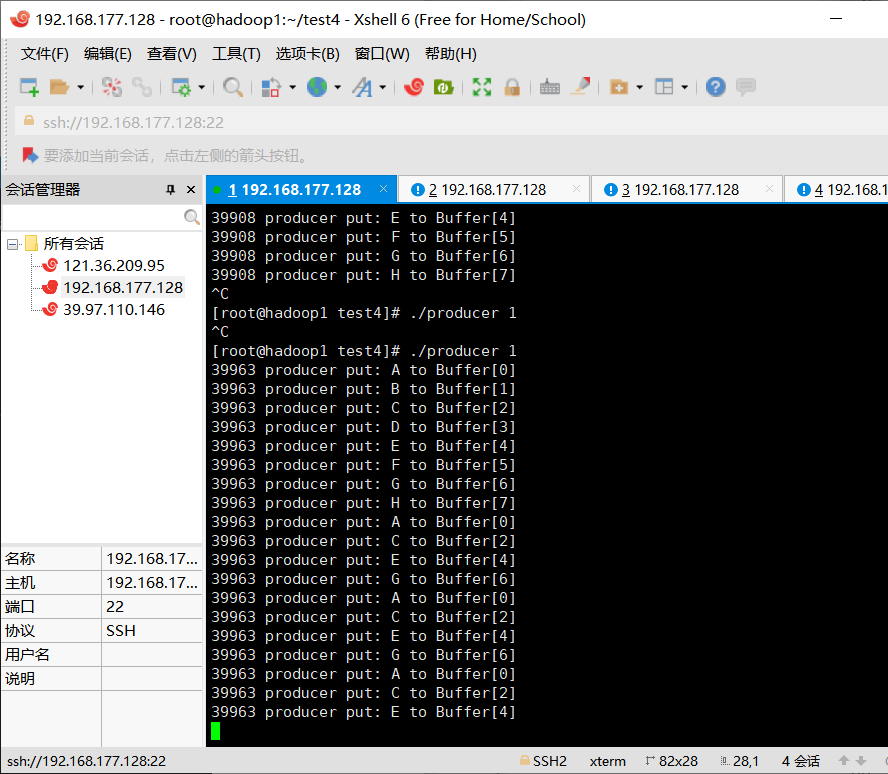 192.168.177.128 - root@hadoop1:~/test4 - Xshell 6 (Free for Home/School)
文件(F) 编辑(E) 查看(V) 工具(T) 选项卡(B) 窗口(W) 帮助(H)
ssh://192.168.177.128:22
要添加当前会话，点击左侧的箭头按钮。
会话管理器
1 192.168.177.128 2 192.168.177.128 3 192.168.177.128 4 192.168.1
所有会话
121.36.209.95
192.168.177.128
39.97.110.146
39908 producer put: E to Buffer[4]
39908 producer put: F to Buffer[5]
39908 producer put: G to Buffer[6]
39908 producer put: H to Buffer[7]
^C
[root@hadoop1 test4]# ./producer 1
^C
[root@hadoop1 test4]# ./producer 1
39963 producer put: A to Buffer[0]
39963 producer put: B to Buffer[1]
39963 producer put: C to Buffer[2]
39963 producer put: D to Buffer[3]
39963 producer put: E to Buffer[4]
39963 producer put: F to Buffer[5]
39963 producer put: G to Buffer[6]
39963 producer put: H to Buffer[7]
39963 producer put: A to Buffer[0]
39963 producer put: C to Buffer[2]
39963 producer put: E to Buffer[4]
39963 producer put: G to Buffer[6]
39963 producer put: A to Buffer[0]
39963 producer put: C to Buffer[2]
39963 producer put: E to Buffer[4]
39963 producer put: G to Buffer[6]
39963 producer put: A to Buffer[0]
39963 producer put: C to Buffer[2]
39963 producer put: E to Buffer[4]
名称 192.168.17...
主机 192.168.17...
端口 22
协议 SSH
用户名
说明
ssh://192.168.177.128:22 SSH2 xterm 82x28 28,1 4 会话